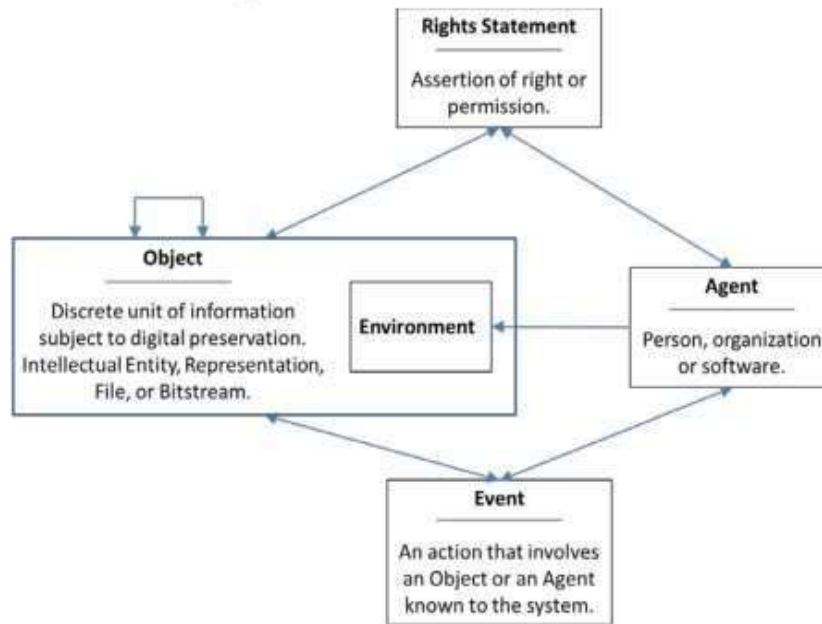 Rights Statement
Assertion of right or
permission.
Object
Discrete unit of information
subject to digital preservation.
Intellectual Entity, Representation,
File, or Bitstream.
Environment
Agent
Person, organization
or software.
Event
An action that involves
an Object or an Agent
known to the system.